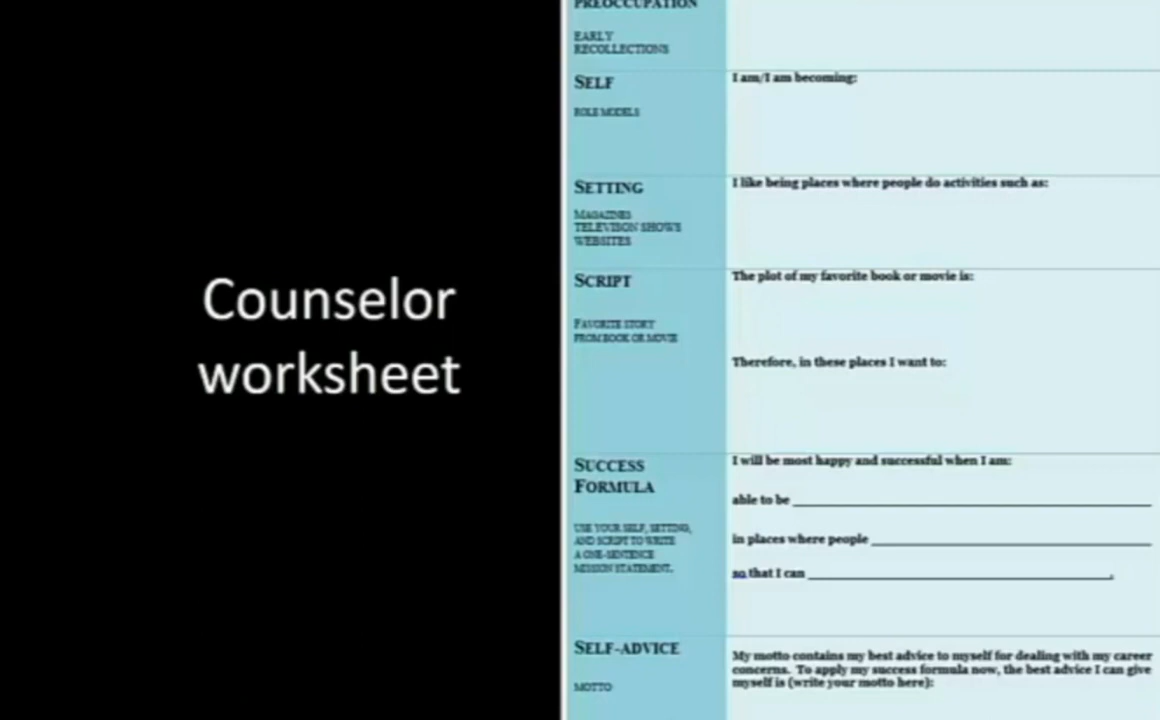 Counselor
worksheet
PREOCCUPATION
EARLY
RECOLLECTIONS
SELF
I am/I am becoming:
ROLE MODELS
SETTING
I like being places where people do activities such as:
MAGAZINES
TELEVISON SHOWS
WEBSITES
SCRIPT
The plot of my favorite book or movie is:
FAVORITE STORY
FROM BOOK OR MOVIE
Therefore, in these places I want to:
SUCCESS
FORMULA
I will be most happy and successful when I am:
able to be
USE YOUR SELF, SETTING,
AND SCRIPT TO WRITE
A ONE-SENTENCE
MISSION STATEMENT.
in places where people
so that I can
SELF-ADVICE
MOTTO
My motto contains my best advice to myself for dealing with my career
concerns. To apply my success formula now, the best advice I can give
myself is (write your motto here):